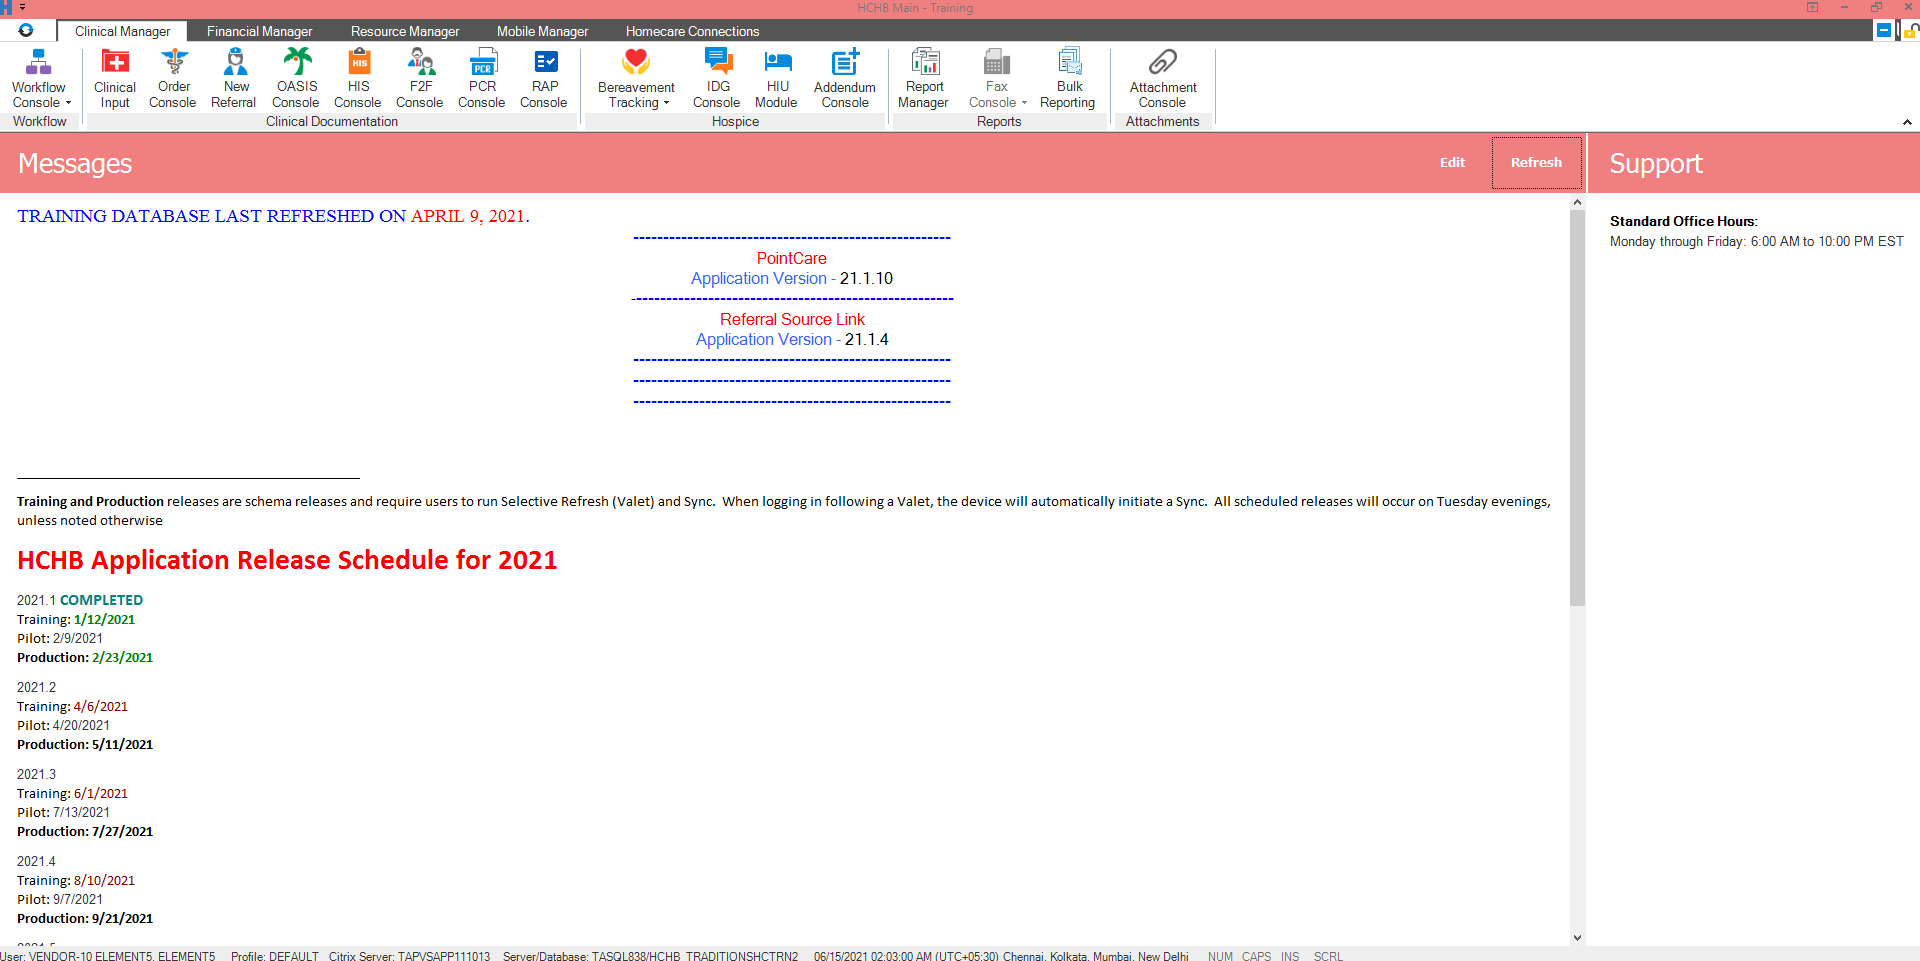 HCHB Main - Training
Clinical Manager
Financial Manager
Resource Manager
Mobile Manager
Homecare Connections
Workflow Console
Clinical Input
Order Console
New Referral
OASIS Console
HIS
HIS Console
F2F Console
PCR
PCR Console
RAP Console
Bereavement Tracking
IDG Console
HIU Module
Addendum Console
Report Manager
Fax Console
Bulk Reporting
Attachment Console
Workflow
Clinical Documentation
Hospice
Reports
Attachments
Messages
Edit
Refresh
Support
TRAINING DATABASE LAST REFRESHED ON APRIL 9, 2021.
Standard Office Hours:
Monday through Friday: 6:00 AM to 10:00 PM EST
-----------------------------------------------------
PointCare
Application Version - 21.1.10
------------------------------------------------------
Referral Source Link
Application Version - 21.1.4
-----------------------------------------------------
-----------------------------------------------------
-----------------------------------------------------
Training and Production releases are schema releases and require users to run Selective Refresh (Valet) and Sync.  When logging in following a Valet, the device will automatically initiate a Sync.  All scheduled releases will occur on Tuesday evenings,
unless noted otherwise
HCHB Application Release Schedule for 2021
2021.1 COMPLETED
Training: 1/12/2021
Pilot: 2/9/2021
Production: 2/23/2021
2021.2
Training: 4/6/2021
Pilot: 4/20/2021
Production: 5/11/2021
2021.3
Training: 6/1/2021
Pilot: 7/13/2021
Production: 7/27/2021
2021.4
Training: 8/10/2021
Pilot: 9/7/2021
Production: 9/21/2021
User: VENDOR-10 ELEMENT5, ELEMENT5 Profile: DEFAULT Citrix Server: TAPVSAPP111013 Server/Database: TASQL838/HCHB_TRADITIONSHCTRN2 06/15/2021 02:03:00 AM (UTC+05:30) Chennai, Kolkata, Mumbai, New Delhi NUM CAPS INS SCRL